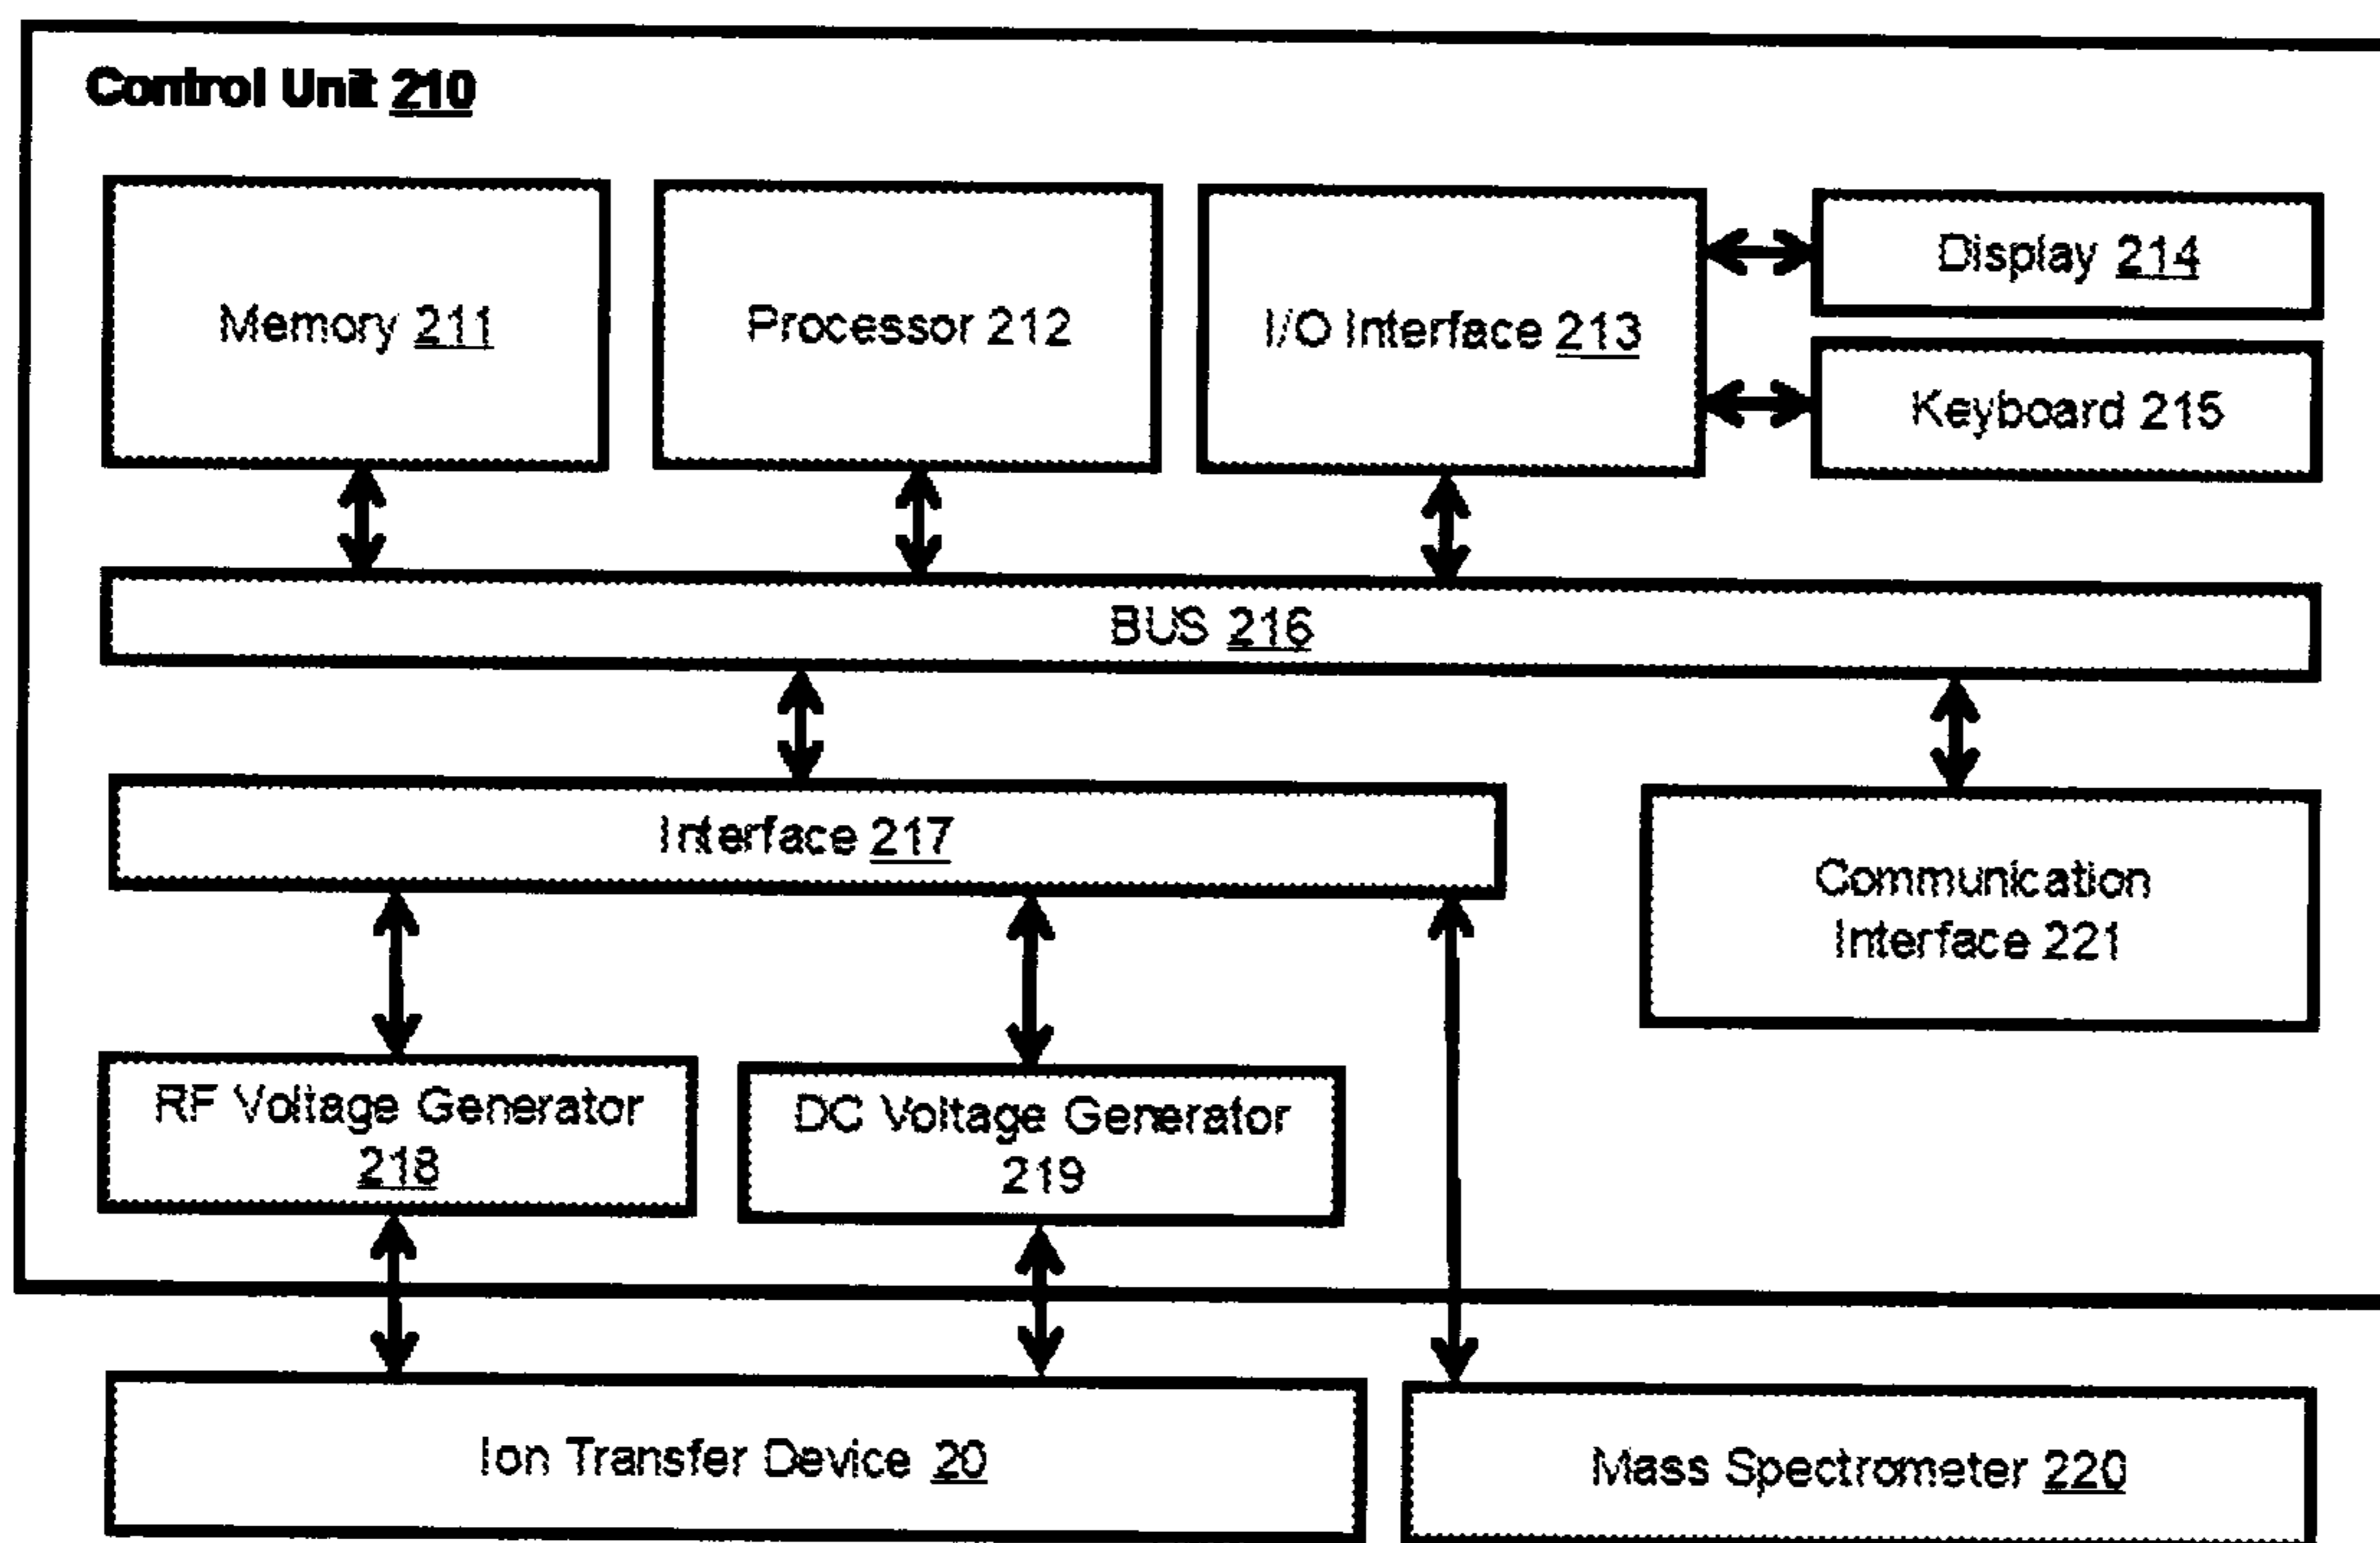 Control Unit 210
Memory 211
Processor 212
I/O Interface 213
Display 214
Keyboard 215
BUS 216
Interface 217
Communication
Interface 221
RF Voltage Generator
218
DC Voltage Generator
219
Ion Transfer Device 20
Mass Spectrometer 220